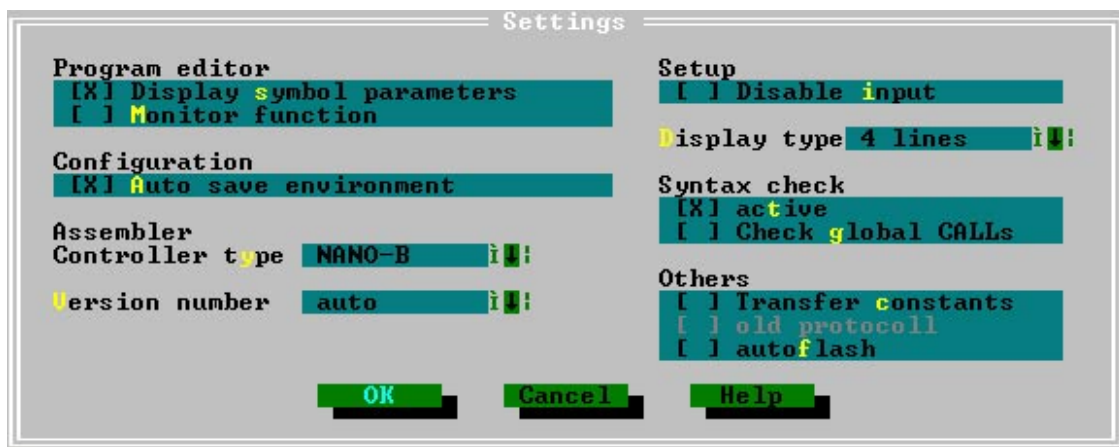 Settings
Program editor
[X] Display symbol parameters
[ ] Monitor function
Configuration
[X] Auto save environment
Assembler
Controller type NANO-B
Version number auto
Setup
[ ] Disable input
Display type 4 lines
Syntax check
[X] active
[ ] Check global CALLs
Others
[ ] Transfer constants
[ ] old protocoll
[ ] autoflash
OK Cancel Help